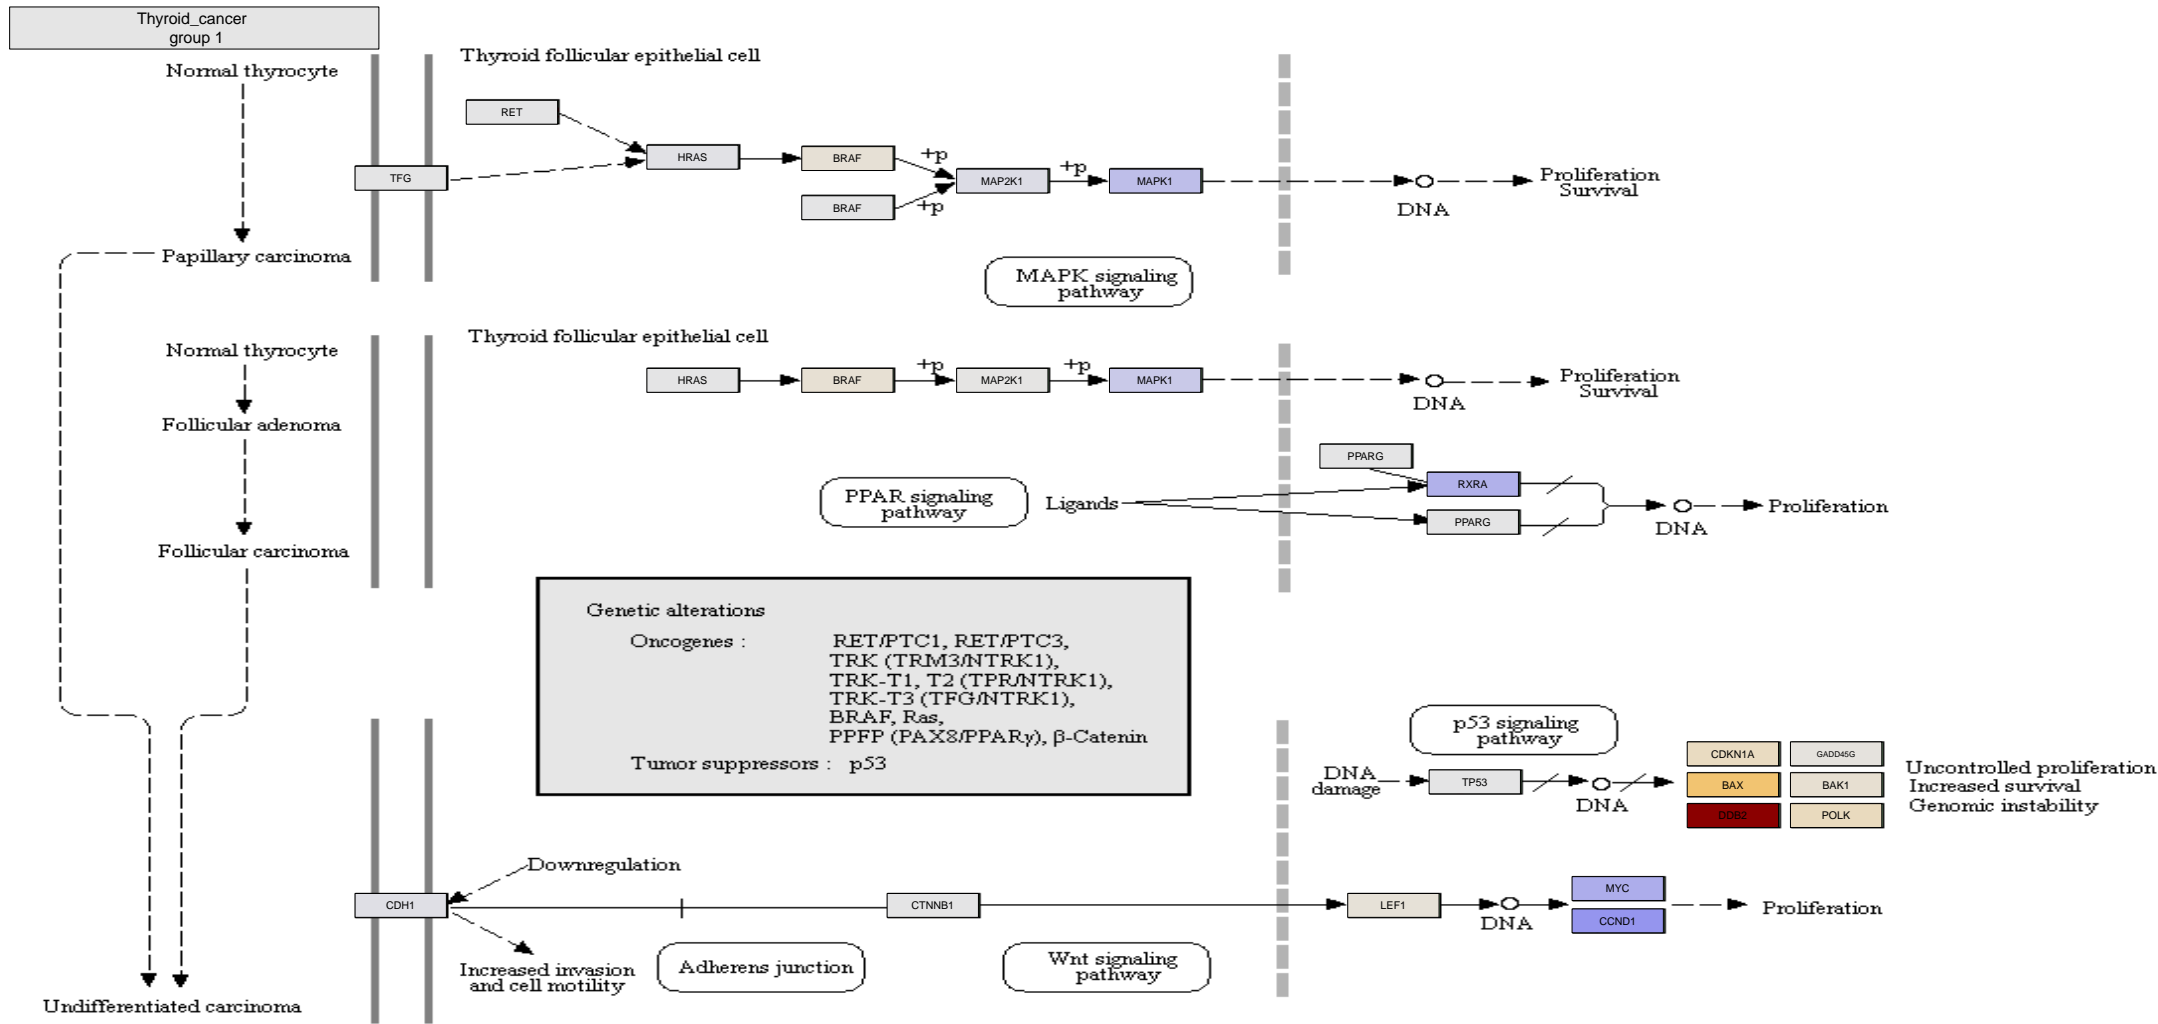 Thyroid_cancer
group 1
Normal thyrocyte
Thyroid follicular epithelial cell
RET
HRAS
BRAF
+p
+p
TFG
MAP2K1
MAPK1
BRAF
+p
DNA
Proliferation
Survival
Papillary carcinoma
MAPK signaling
pathway
Normal thyrocyte
Thyroid follicular epithelial cell
HRAS
BRAF
+p
MAP2K1
+p
MAPK1
DNA
Proliferation
Survival
Follicular adenoma
PPARG
PPAR signaling
pathway
Ligands
RXRA
PPARG
DNA
Proliferation
Follicular carcinoma
Genetic alterations
Oncogenes :
RET/PTC1, RET/PTC3,
TRK (TRM3/NTRK1),
TRK-T1, T2 (TPR/NTRK1),
TRK-T3 (TFG/NTRK1),
BRAF, Ras,
PPFP (PAX8/PPARγ), β-Catenin
Tumor suppressors : p53
p53 signaling
pathway
DNA
damage
TP53
DNA
CDKN1A
GADD45G
BAX
BAK1
DDB2
POLK
Uncontrolled proliferation
Increased survival
Genomic instability
Downregulation
CDH1
CTNNB1
LEF1
DNA
MYC
CCND1
Proliferation
Increased invasion
and cell motility
Adherens junction
Wnt signaling
pathway
Undifferentiated carcinoma